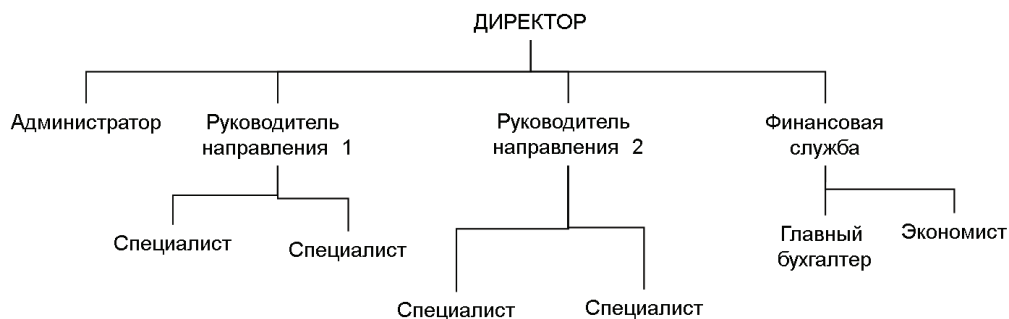 ДИРЕКТОР
Администратор
Руководитель
направления 1
Руководитель
направления 2
Финансовая
служба
Специалист
Специалист
Специалист
Специалист
Главный
бухгалтер
Экономист